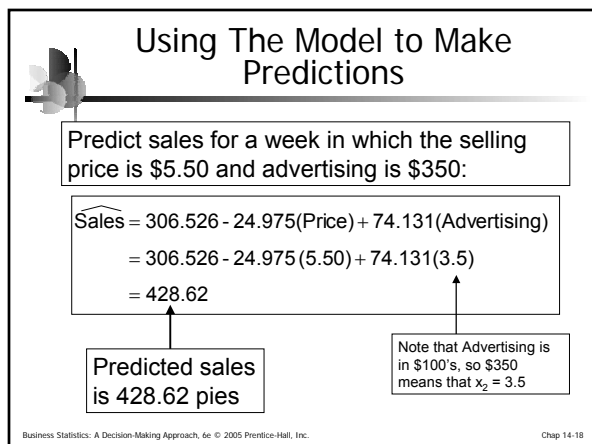 Using The Model to Make
Predictions
Predict sales for a week in which the selling
price is $5.50 and advertising is $350:
Sales = 306.526 - 24.975(Price) + 74.131(Advertising)
= 306.526 - 24.975 (5.50) + 74.131(3.5)
= 428.62
Predicted sales
is 428.62 pies
Note that Advertising is
in $100's, so $350
means that x₂ = 3.5
Business Statistics: A Decision-Making Approach, 6e © 2005 Prentice-Hall, Inc.
Chap 14-18